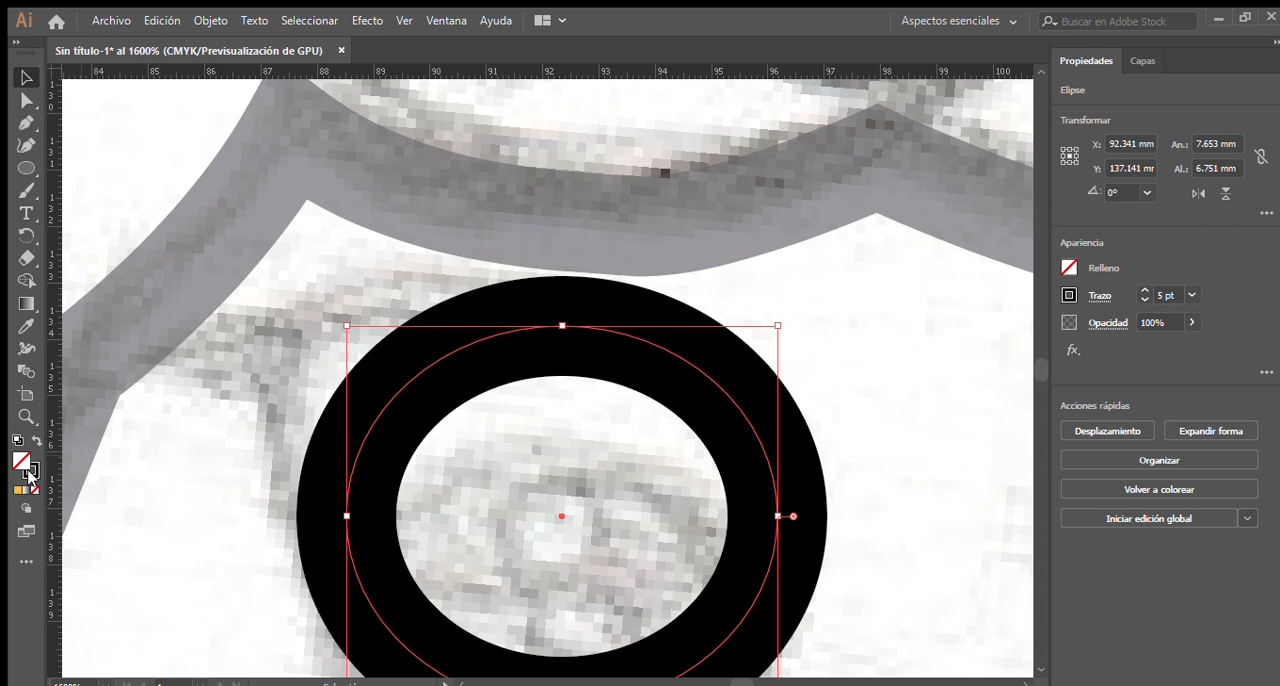 Ai Archivo Edición Objeto Texto Seleccionar Efecto Ver Ventana Ayuda Aspectos esenciales Buscar en Adobe Stock
Sin título-1* al 1600% (CMYK/Previsualización de GPU) ×
84 85 86 87 88 89 90 91 92 93 94 95 96 97 98 99 100
Propiedades Capas
Elipse
Transformar
X: 92.341 mm An.: 7.653 mm
Y: 137.141 mr Al.: 6.751 mm
0°
Apariencia
Relleno
Trazo 5 pt
Opacidad 100%
fx.
Acciones rápidas
Desplazamiento Expandir forma
Organizar
Volver a colorear
Iniciar edición global